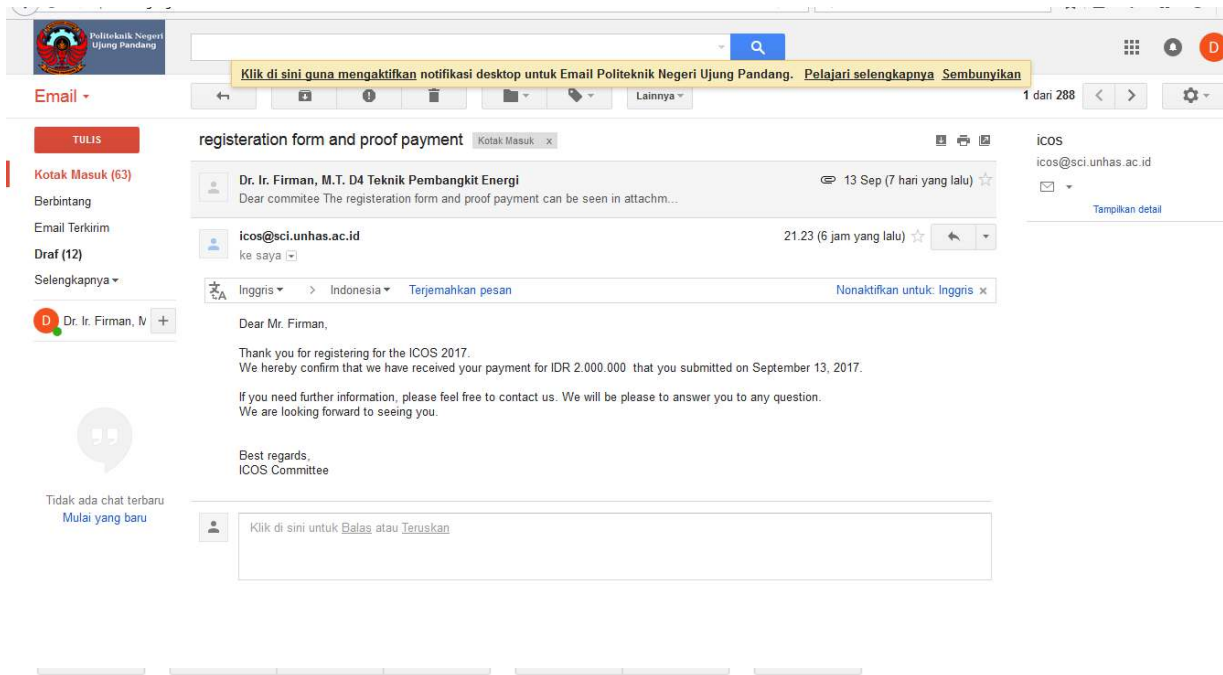 Politeknik Negeri
Ujung Pandang
D
Klik di sini guna mengaktifkan notifikasi desktop untuk Email Politeknik Negeri Ujung Pandang. Pelajari selengkapnya Sembunyikan
Email
Lainnya
1 dari 288
TULIS
Kotak Masuk (63)
Berbintang
Email Terkirim
Draf (12)
Selengkapnya
D Dr. Ir. Firman, M +
Tidak ada chat terbaru
Mulai yang baru
registeration form and proof payment Kotak Masuk x
Dr. Ir. Firman, M.T. D4 Teknik Pembangkit Energi 13 Sep (7 hari yang lalu)
Dear commitee The registeration form and proof payment can be seen in attachm...
icos@sci.unhas.ac.id 21.23 (6 jam yang lalu)
ke saya
Inggris > Indonesia Terjemahkan pesan Nonaktifkan untuk: Inggris x
Dear Mr. Firman,
Thank you for registering for the ICOS 2017.
We hereby confirm that we have received your payment for IDR 2.000.000 that you submitted on September 13, 2017.
If you need further information, please feel free to contact us. We will be please to answer you to any question.
We are looking forward to seeing you.
Best regards,
ICOS Committee
Klik di sini untuk Balas atau Teruskan
icos
icos@sci.unhas.ac.id
Tampilkan detail